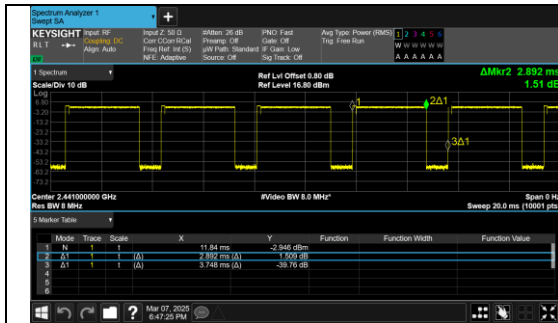 Spectrum Analyzer 1
Swept SA
+
KEYSIGHT Input: RF Input Z: 50 Ω #Atten: 26 dB PNO: Fast Avg Type: Power (RMS) 1 2 3 4 5 6
RLT Coupling: DC Corr CCorr RCal Preamp: Off Gate: Off Trig: Free Run W W W W W W
Align: Auto Freq Ref: Int (S) µW Path: Standard IF Gain: Low
NFE: Adaptive Source: Off Sig Track: Off A A A A A A
1 Spectrum Ref Lvl Offset 0.80 dB ΔMkr2 2.892 ms
Scale/Div 10 dB Ref Level 16.80 dBm 1.51 dB
Log
6.80
-3.20
-13.2
-23.2
-33.2
-43.2
-53.2
-63.2
-73.2
1
2Δ1
3Δ1
Center 2.441000000 GHz #Video BW 8.0 MHz* Span 0 Hz
Res BW 8 MHz Sweep 20.0 ms (10001 pts)
5 Marker Table
Mode Trace Scale X Y Function Function Width Function Value
1 N 1 t 11.84 ms -2.946 dBm
2 Δ1 1 t (Δ) 2.892 ms (Δ) 1.509 dB
3 Δ1 1 t (Δ) 3.748 ms (Δ) -39.76 dB
4
5
6
? Mar 07, 2025
6:47:25 PM